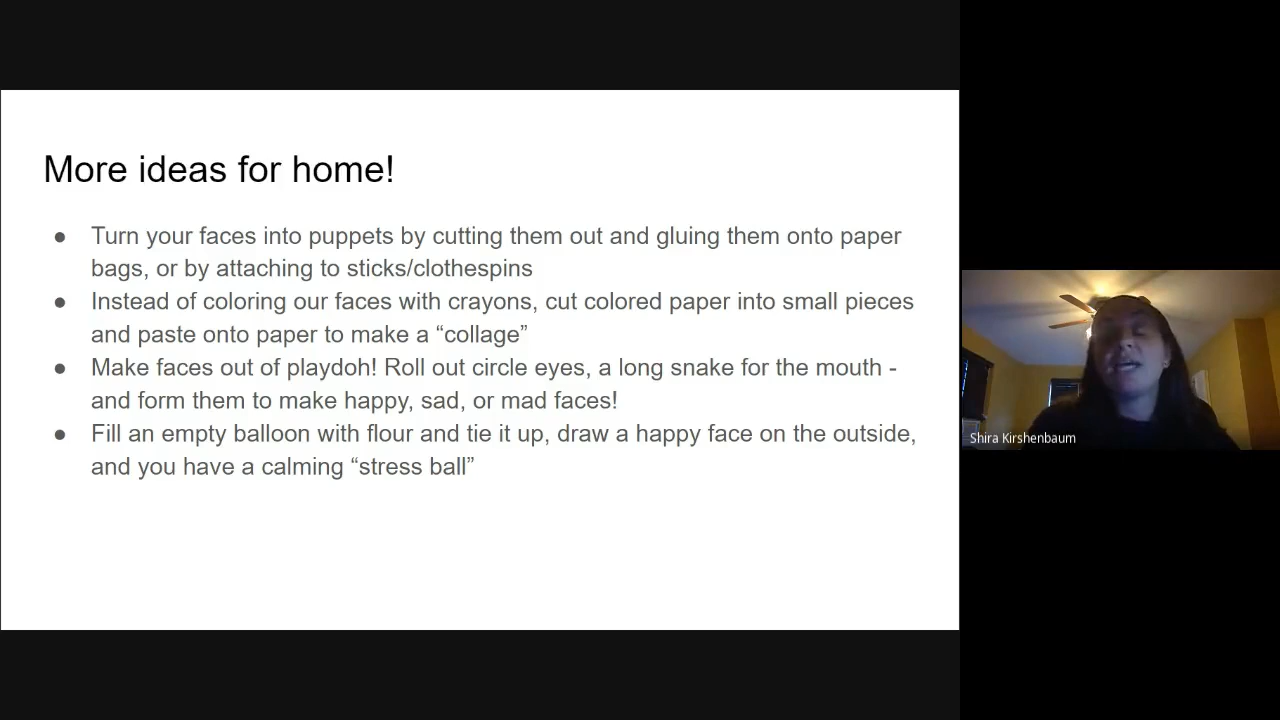 More ideas for home!
● Turn your faces into puppets by cutting them out and gluing them onto paper
bags, or by attaching to sticks/clothespins
● Instead of coloring our faces with crayons, cut colored paper into small pieces
and paste onto paper to make a “collage”
● Make faces out of playdoh! Roll out circle eyes, a long snake for the mouth -
and form them to make happy, sad, or mad faces!
● Fill an empty balloon with flour and tie it up, draw a happy face on the outside,
and you have a calming “stress ball”
Shira Kirshenbaum